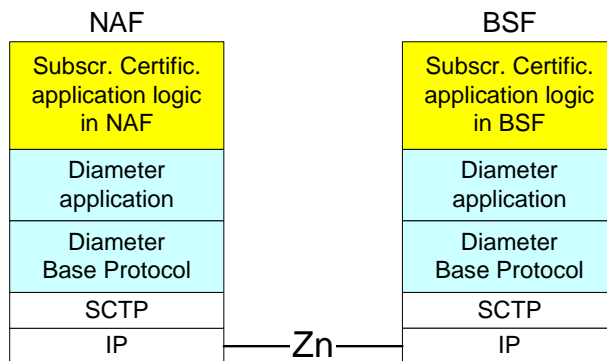 NAF
Subscr. Certific.
application logic
in NAF
Diameter
application
Diameter
Base Protocol
SCTP
IP
Zn
BSF
Subscr. Certific.
application logic
in BSF
Diameter
application
Diameter
Base Protocol
SCTP
IP